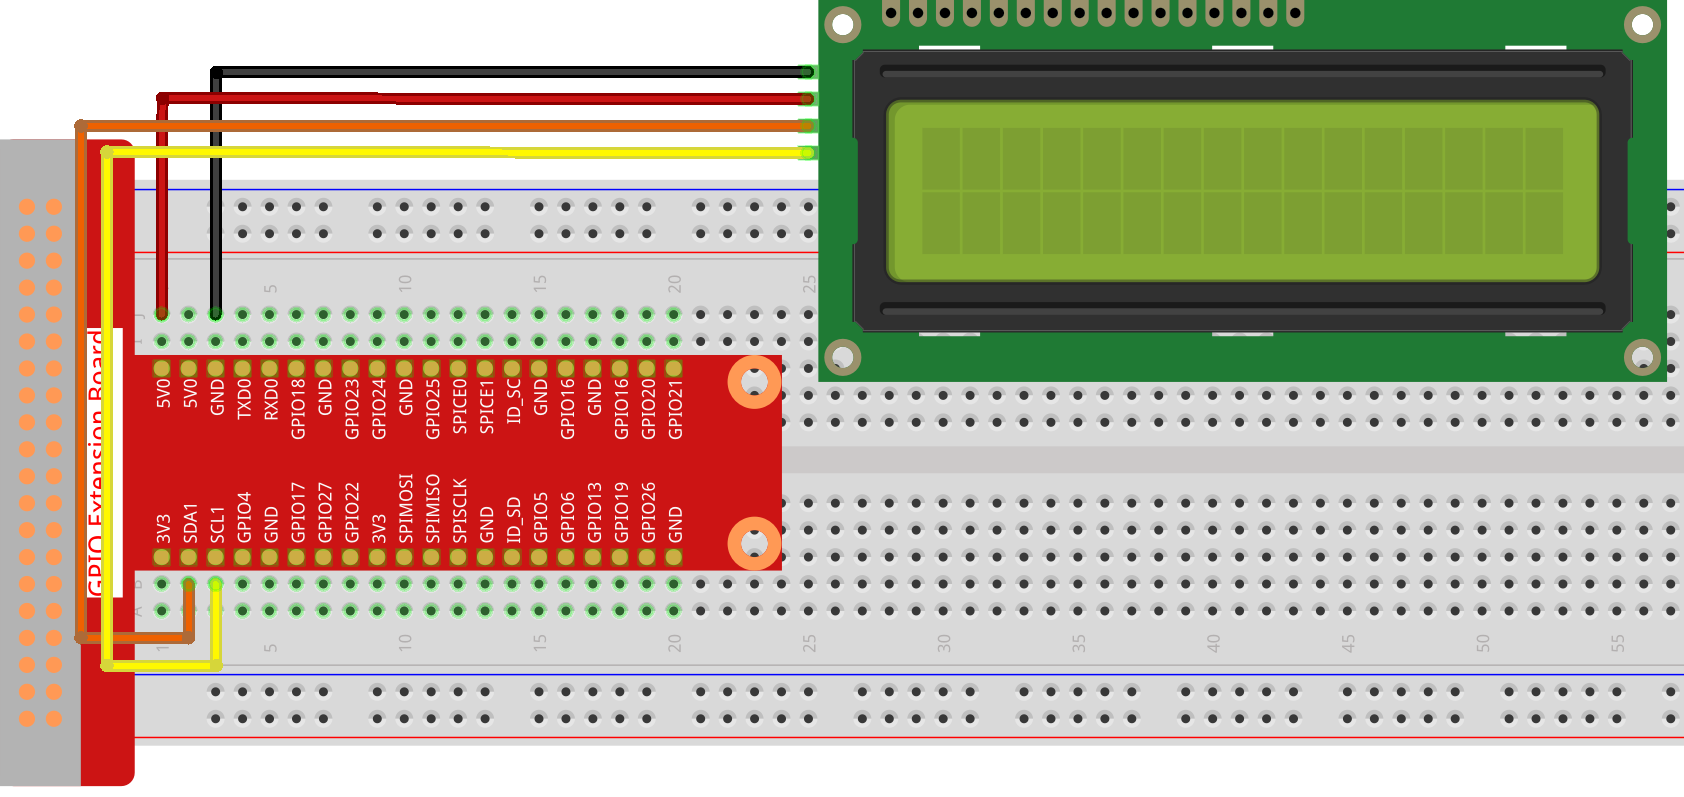 5
10
15
20
25
J
I
5V0
5V0
GND
TXD0
RXD0
GPIO18
GND
GPIO23
GPIO24
GND
GPIO25
SPICE0
SPICE1
ID_SC
GND
GPIO16
GND
GPIO16
GPIO20
GPIO21
GPIO Extension Board
3V3
SDA1
SCL1
GPIO4
GND
GPIO17
GPIO27
GPIO22
3V3
SPIMOSI
SPIMISO
SPISCLK
GND
ID_SD
GPIO5
GPIO6
GPIO13
GPIO19
GPIO26
GND
B
A
1
5
10
15
20
25
30
35
40
45
50
55